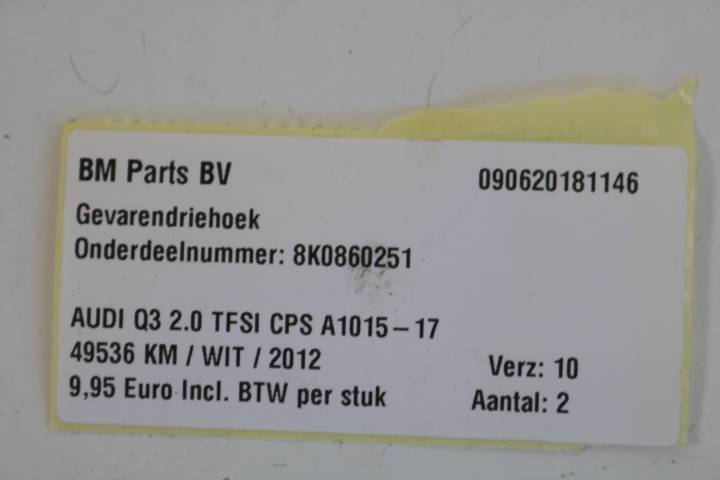 BM Parts BV 090620181146
Gevarendriehoek
Onderdeelnummer: 8K0860251
AUDI Q3 2.0 TFSI CPS A1015-17
49536 KM / WIT / 2012 Verz: 10
9,95 Euro Incl. BTW per stuk Aantal: 2